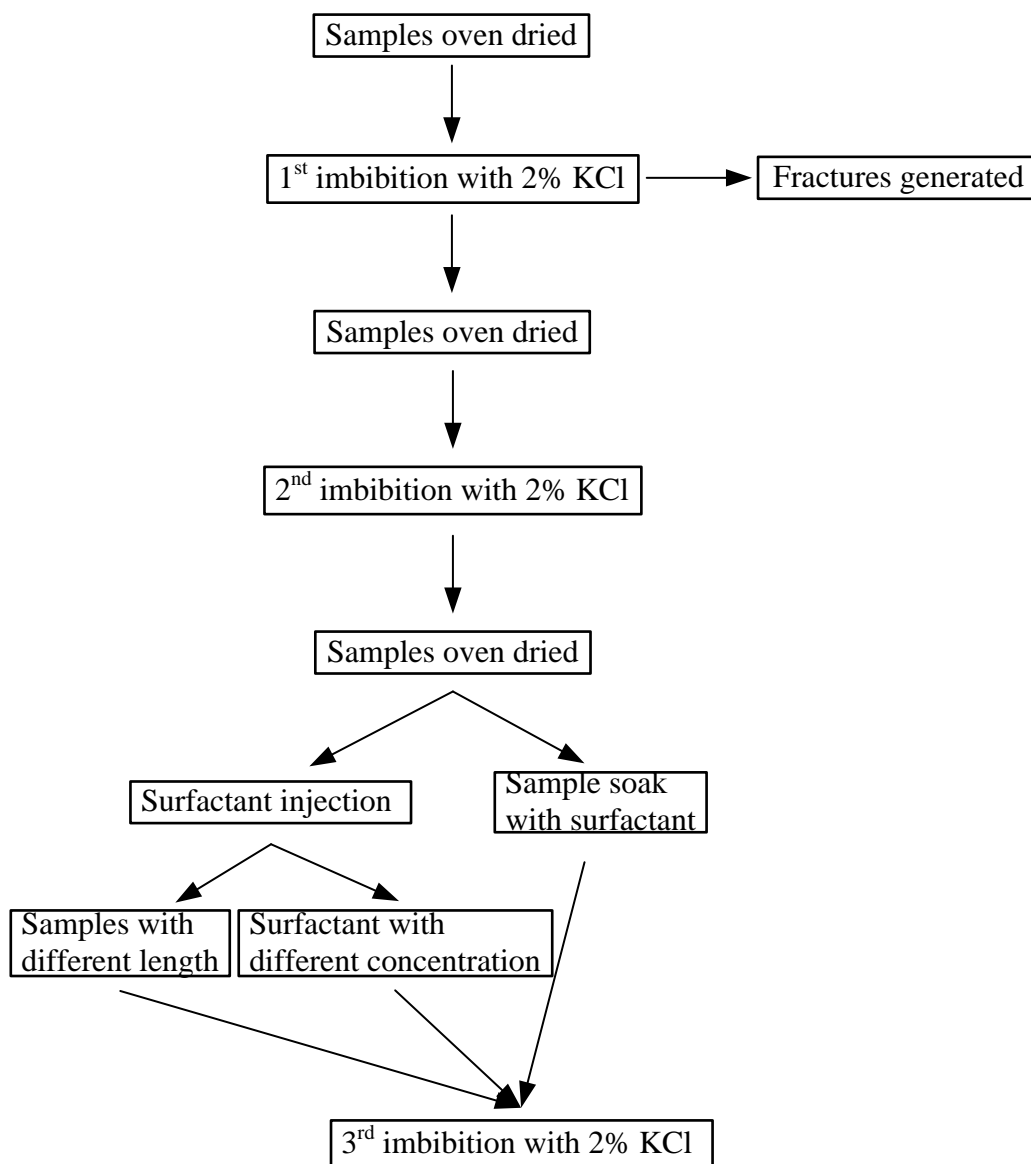 Samples oven dried
1st imbibition with 2% KCl
Fractures generated
Samples oven dried
2nd imbibition with 2% KCl
Samples oven dried
Surfactant injection
Sample soak
with surfactant
Samples with
different length
Surfactant with
different concentration
3rd imbibition with 2% KCl